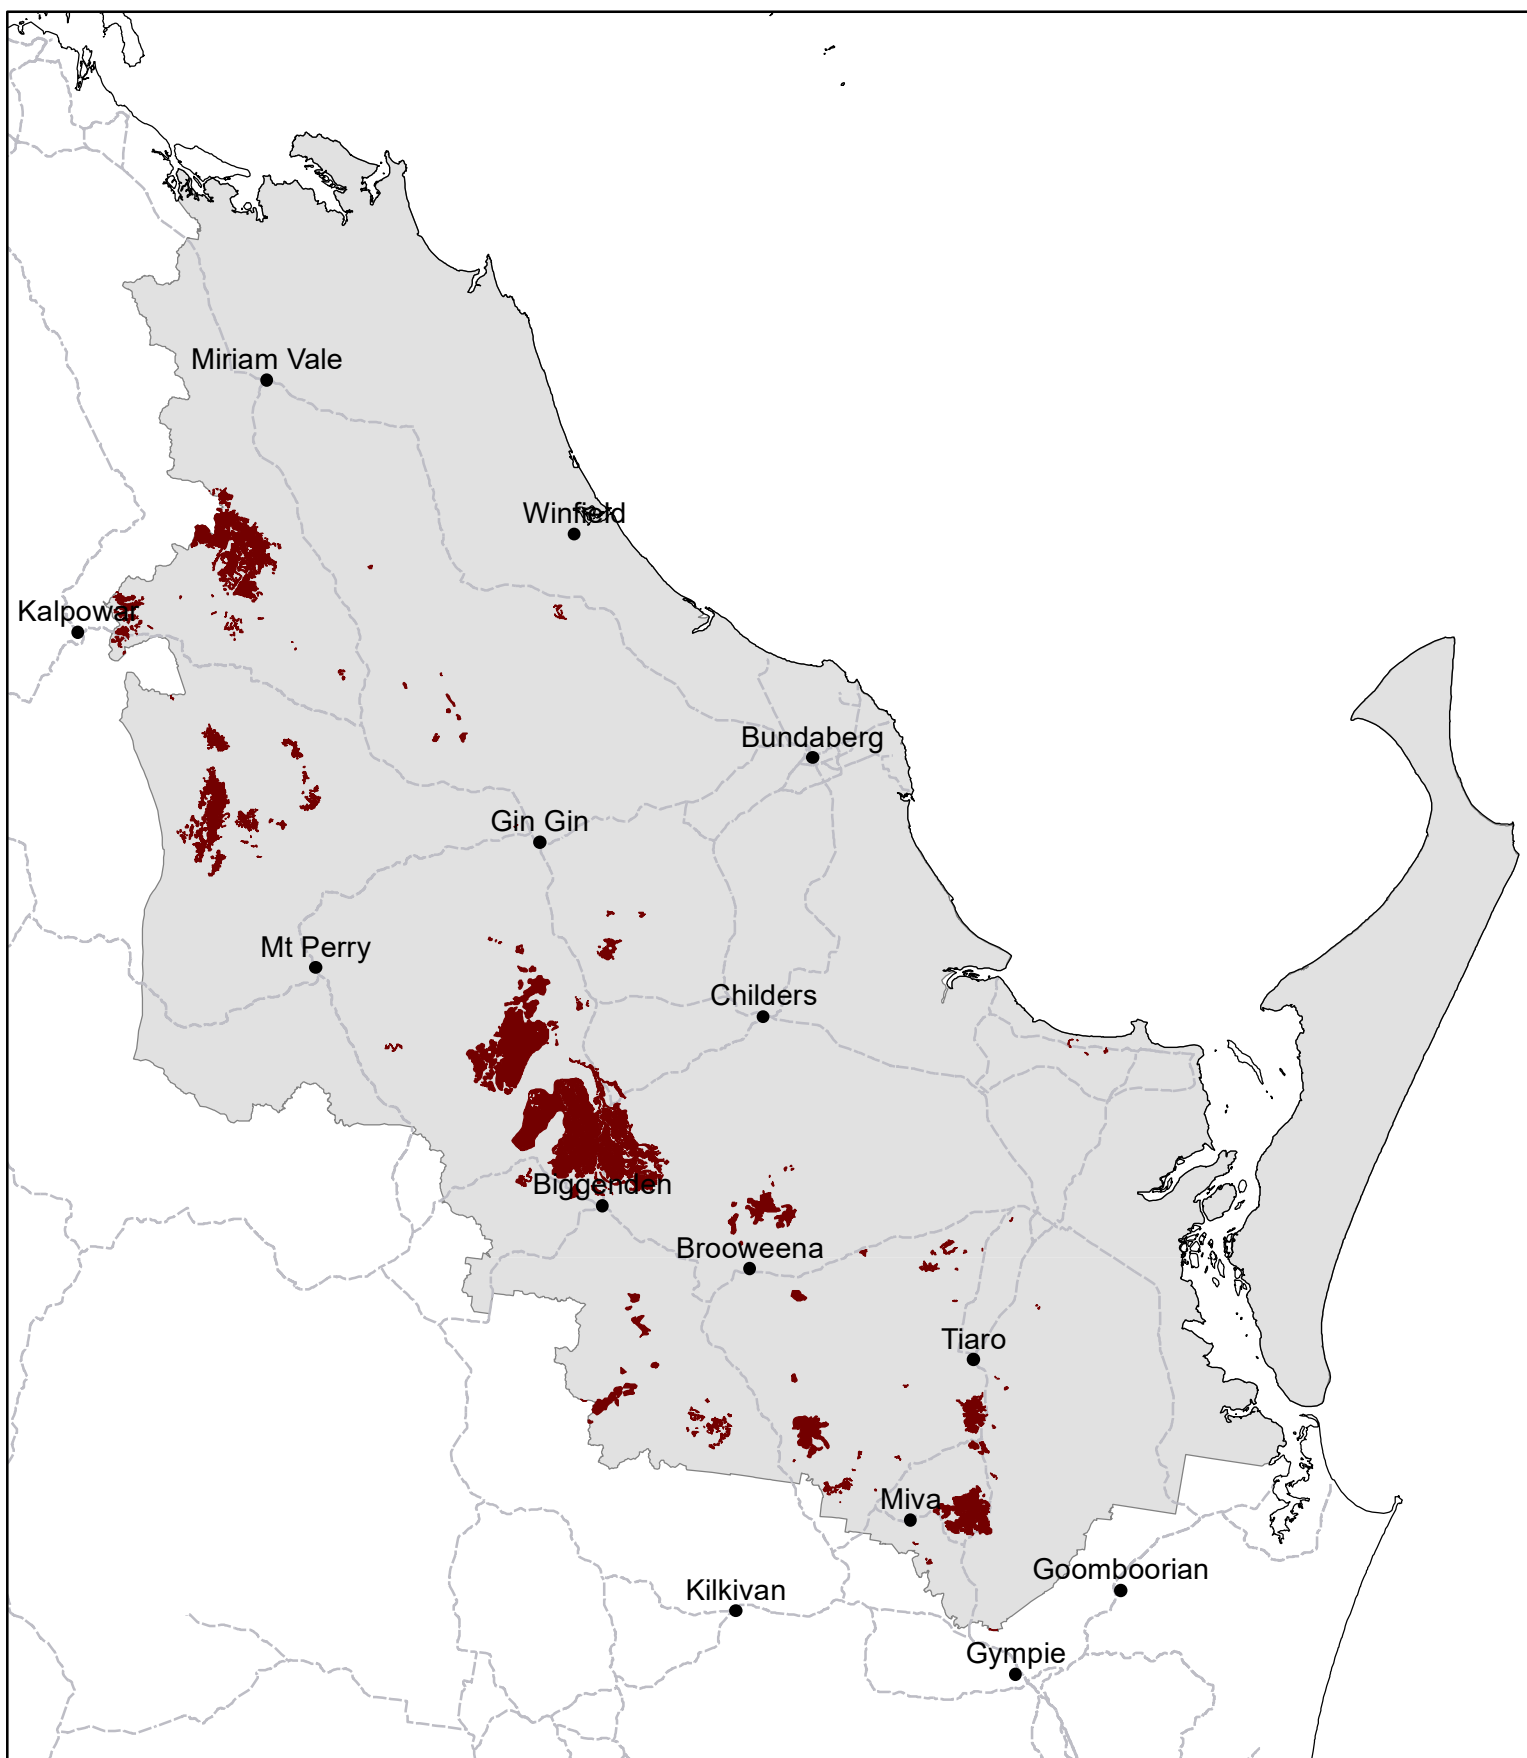 Miriam Vale
Winfield
Kalpowar
Bundaberg
Gin Gin
Mt Perry
Childers
Biggenden
Brooweena
Tiaro
Miva
Goomboorian
Kilkivan
Gympie